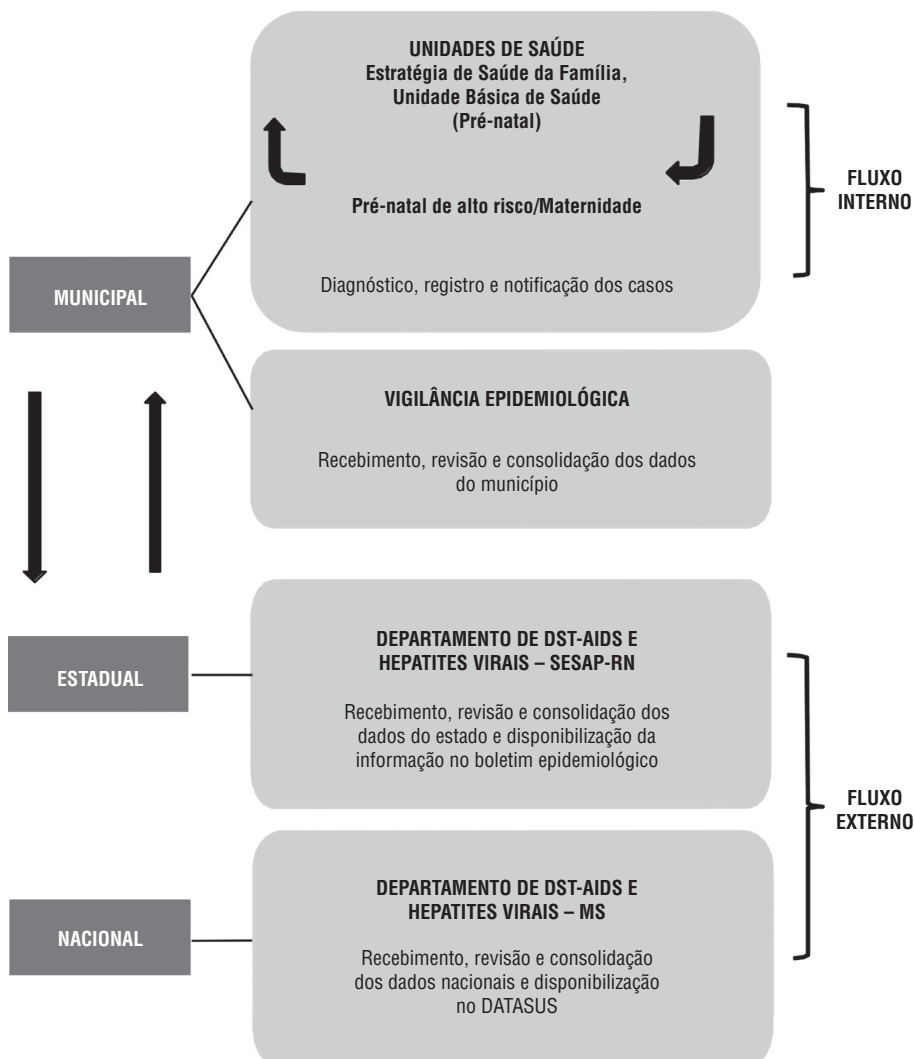 UNIDADES DE SAÚDE
Estratégia de Saúde da Família,
Unidade Básica de Saúde
(Pré-natal)
Pré-natal de alto risco/Maternidade
Diagnóstico, registro e notificação dos casos
FLUXO
INTERNO
MUNICIPAL
VIGILÂNCIA EPIDEMIOLÓGICA
Recebimento, revisão e consolidação dos dados
do município
ESTADUAL
DEPARTAMENTO DE DST-AIDS E
HEPATITES VIRAIS – SESAP-RN
Recebimento, revisão e consolidação dos
dados do estado e disponibilização da
informação no boletim epidemiológico
FLUXO
EXTERNO
NACIONAL
DEPARTAMENTO DE DST-AIDS E
HEPATITES VIRAIS – MS
Recebimento, revisão e consolidação
dos dados nacionais e disponibilização
no DATASUS